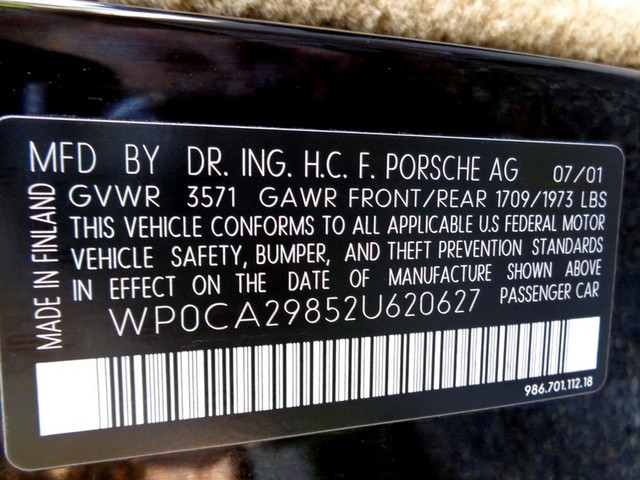 MFD BY DR. ING. H.C. F. PORSCHE AG 07/01
GVWR 3571 GAWR FRONT/REAR 1709/1973 LBS
THIS VEHICLE CONFORMS TO ALL APPLICABLE U.S FEDERAL MOTOR
VEHICLE SAFETY, BUMPER, AND THEFT PREVENTION STANDARDS
IN EFFECT ON THE DATE OF MANUFACTURE SHOWN ABOVE
WP0CA29852U620627 PASSENGER CAR
MADE IN FINLAND
986.701.112.18